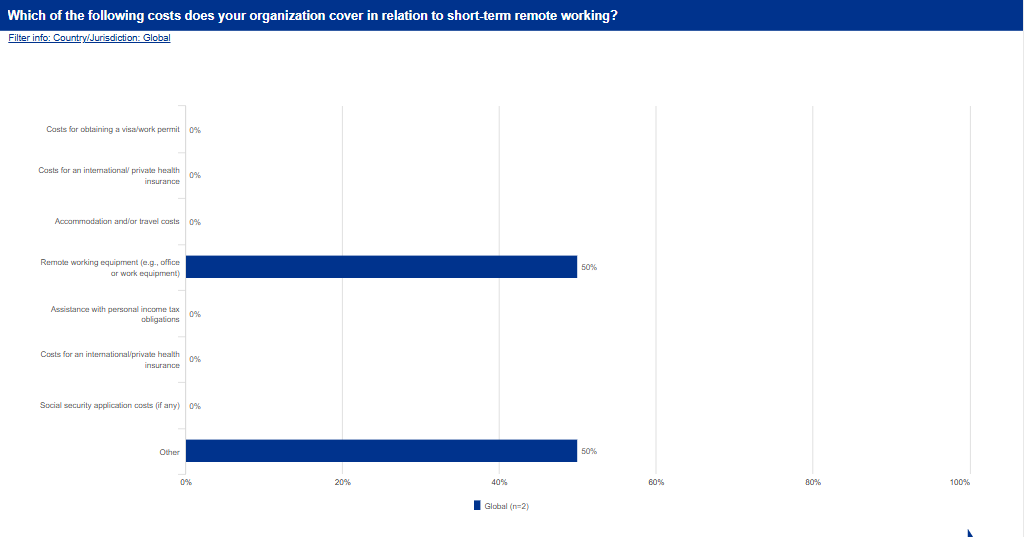 Which of the following costs does your organization cover in relation to short-term remote working?
Filter info: Country/Jurisdiction: Global
Costs for obtaining a visa/work permit 0%
Costs for an international/ private health
insurance 0%
Accommodation and/or travel costs 0%
Remote working equipment (e.g., office
or work equipment) 50%
Assistance with personal income tax
obligations 0%
Costs for an international/private health
insurance 0%
Social security application costs (if any) 0%
Other 50%
0% 20% 40% 60% 80% 100%
Global (n=2)